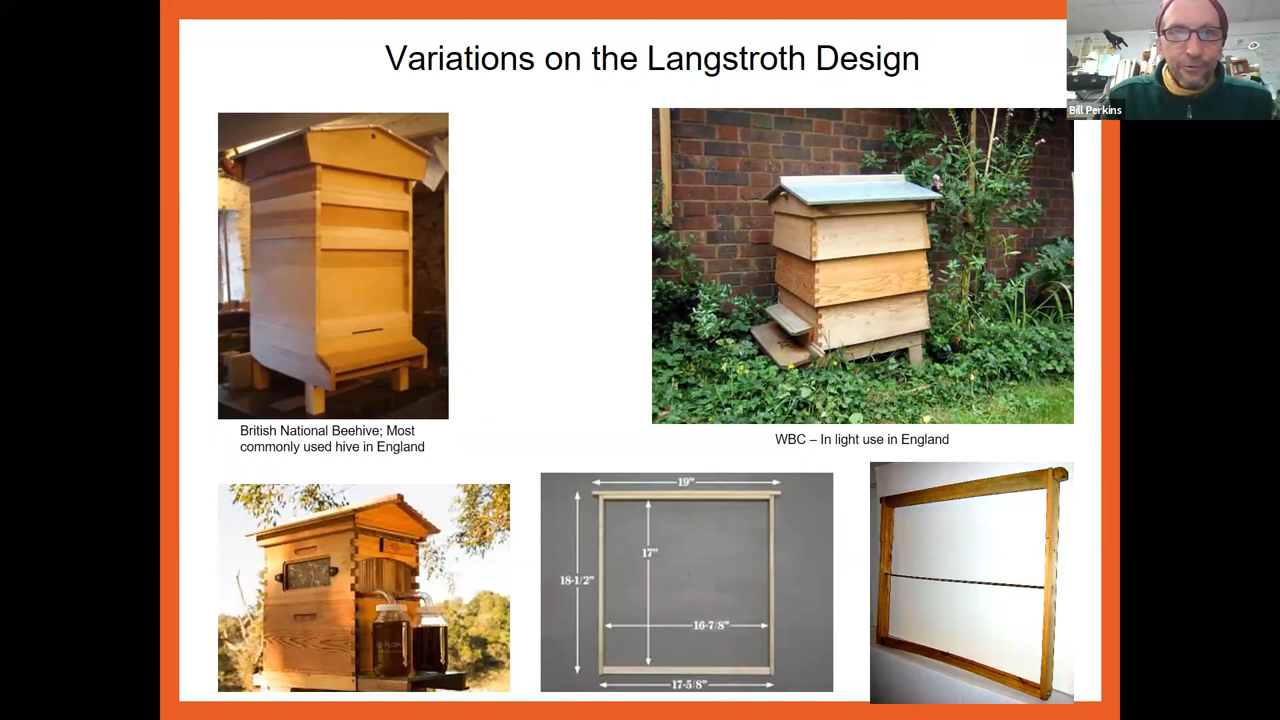 Variations on the Langstroth Design
Bill Perkins
British National Beehive; Most
commonly used hive in England
WBC – In light use in England
19"
17"
18-1/2"
16-7/8"
17-5/8"
FLOW